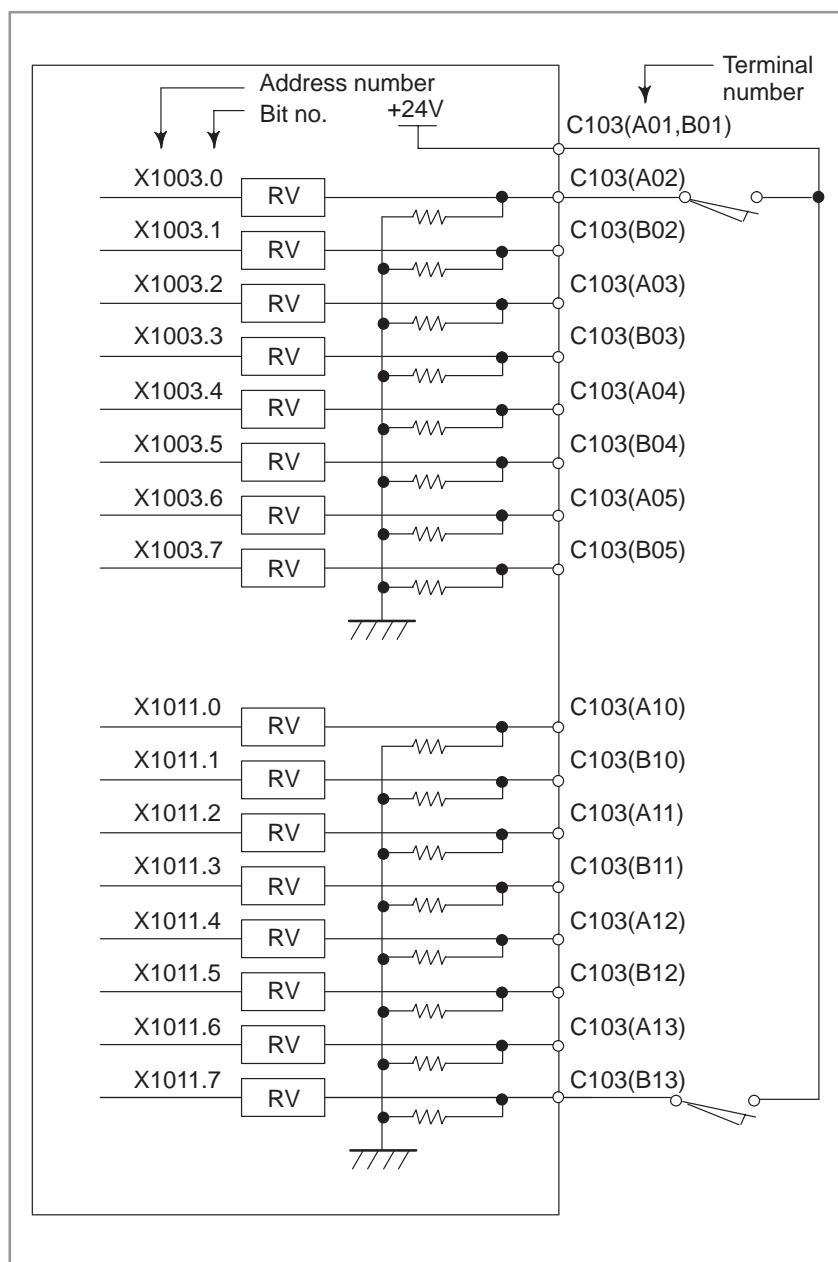 Address number
Bit no.
+24V
Terminal
number
C103(A01,B01)
X1003.0 RV C103(A02)
X1003.1 RV C103(B02)
X1003.2 RV C103(A03)
X1003.3 RV C103(B03)
X1003.4 RV C103(A04)
X1003.5 RV C103(B04)
X1003.6 RV C103(A05)
X1003.7 RV C103(B05)
X1011.0 RV C103(A10)
X1011.1 RV C103(B10)
X1011.2 RV C103(A11)
X1011.3 RV C103(B11)
X1011.4 RV C103(A12)
X1011.5 RV C103(B12)
X1011.6 RV C103(A13)
X1011.7 RV C103(B13)